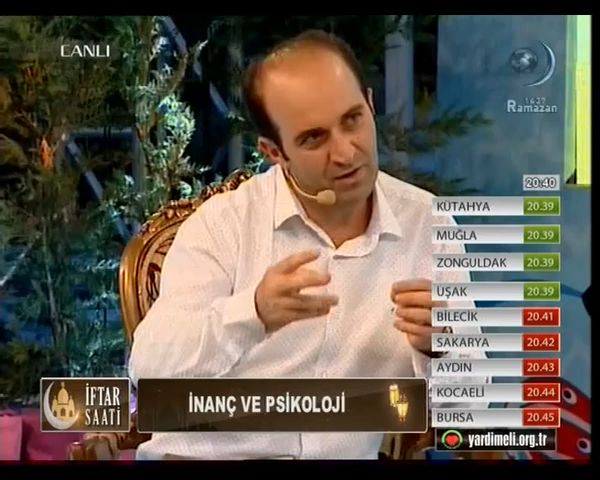 CANLI
1437
Ramazan
20:40
KÜTAHYA 20.39
MUĞLA 20.39
ZONGULDAK 20.39
UŞAK 20.39
BİLECİK 20.41
SAKARYA 20.42
AYDIN 20.43
KOCAELİ 20.44
BURSA 20.45
yardimeli.org.tr
İFTAR
SAATİ
İNANÇ VE PSİKOLOJİ